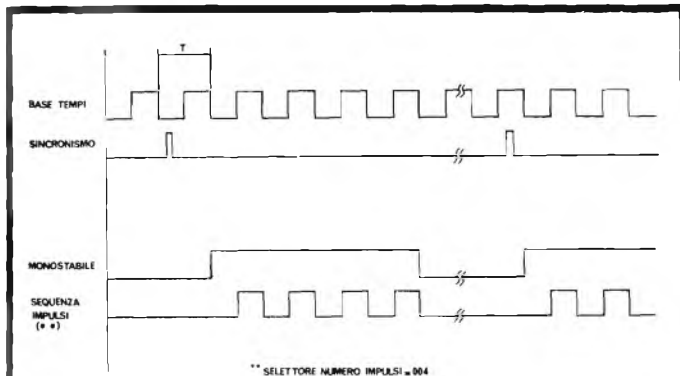 T
BASE TEMPI
SINCRONISMO
MONOSTABILE
SEQUENZA
IMPULSI
(* *)
** SELETTORE NUMERO IMPULSI = 004